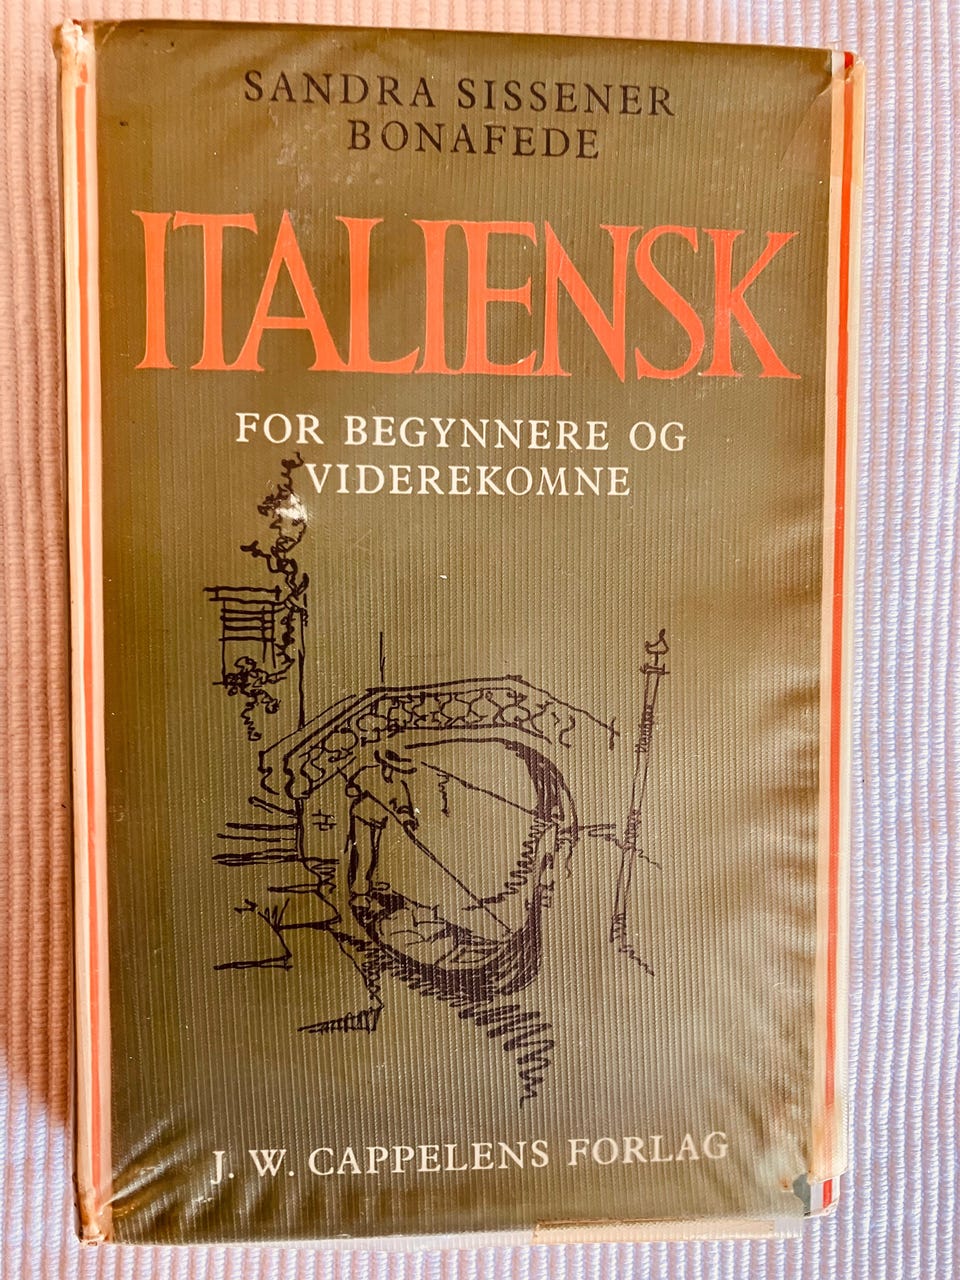 SANDRA SISSENER
BONAFEDE
ITALIENSK
FOR BEGYNNERE OG
VIDEREKOMNE
J. W. CAPPELENS FORLAG